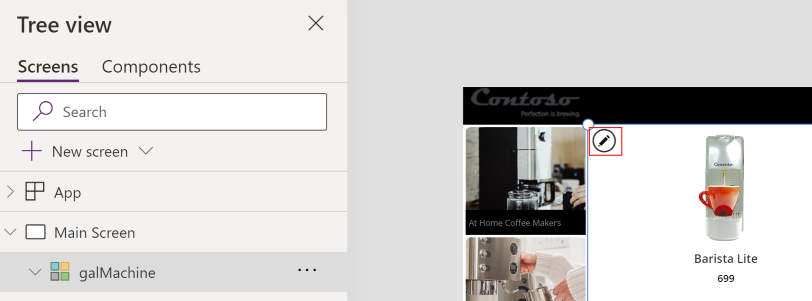 Tree view
Screens
Components
Search
New screen
App
Main Screen
galMachine
Contoso
Perfection is brewing.
At Home Coffee Makers
Contoso
Barista Lite
699